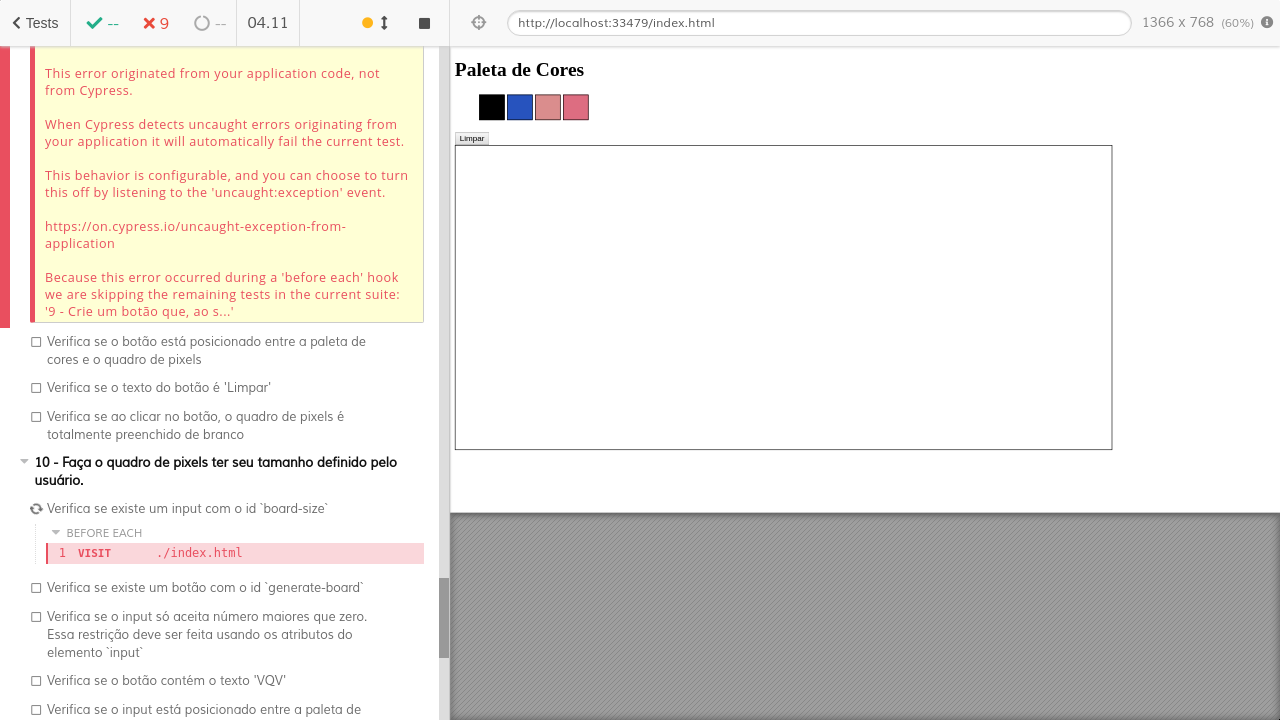 Tests
--
9
--
04.11
http://localhost:33479/index.html
1366 x 768 (60%)
This error originated from your application code, not
from Cypress.
When Cypress detects uncaught errors originating from
your application it will automatically fail the current test.
This behavior is configurable, and you can choose to turn
this off by listening to the 'uncaught:exception' event.
https://on.cypress.io/uncaught-exception-from-
application
Because this error occurred during a 'before each' hook
we are skipping the remaining tests in the current suite:
'9 - Crie um botão que, ao s...'
Verifica se o botão está posicionado entre a paleta de
cores e o quadro de pixels
Verifica se o texto do botão é 'Limpar'
Verifica se ao clicar no botão, o quadro de pixels é
totalmente preenchido de branco
10 - Faça o quadro de pixels ter seu tamanho definido pelo
usuário.
Verifica se existe um input com o id `board-size`
BEFORE EACH
1 VISIT ./index.html
Verifica se existe um botão com o id `generate-board`
Verifica se o input só aceita número maiores que zero.
Essa restrição deve ser feita usando os atributos do
elemento `input`
Verifica se o botão contém o texto 'VQV'
Verifica se o input está posicionado entre a paleta de
Paleta de Cores
Limpar